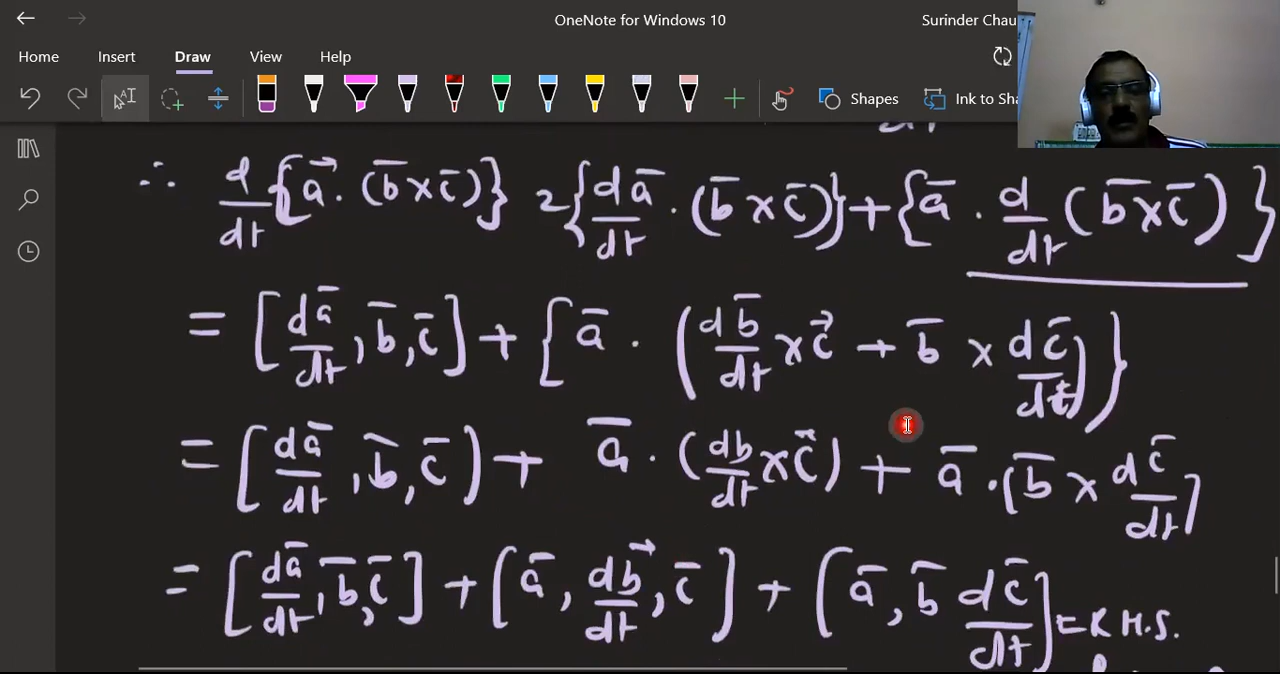 OneNote for Windows 10
Surinder Chau
Home Insert Draw View Help
Shapes Ink to Sha
∴ d/dt {a⃗ . (b̄ × c̄)} = {dā/dt . (b̄ × c̄)} + {ā . d/dt (b̄ × c̄)}
= [dā/dt, b̄, c̄] + {ā . (db̄/dt × c⃗ + b̄ × dc̄/dt)}
= [dā/dt, b̄, c̄) + ā . (db/dt × c⃗) + ā . (b̄ × dc̄/dt]
= [dā/dt, b̄, c̄] + [ā, db⃗/dt, c̄] + [ā, b̄ dc̄/dt] = R H.S.